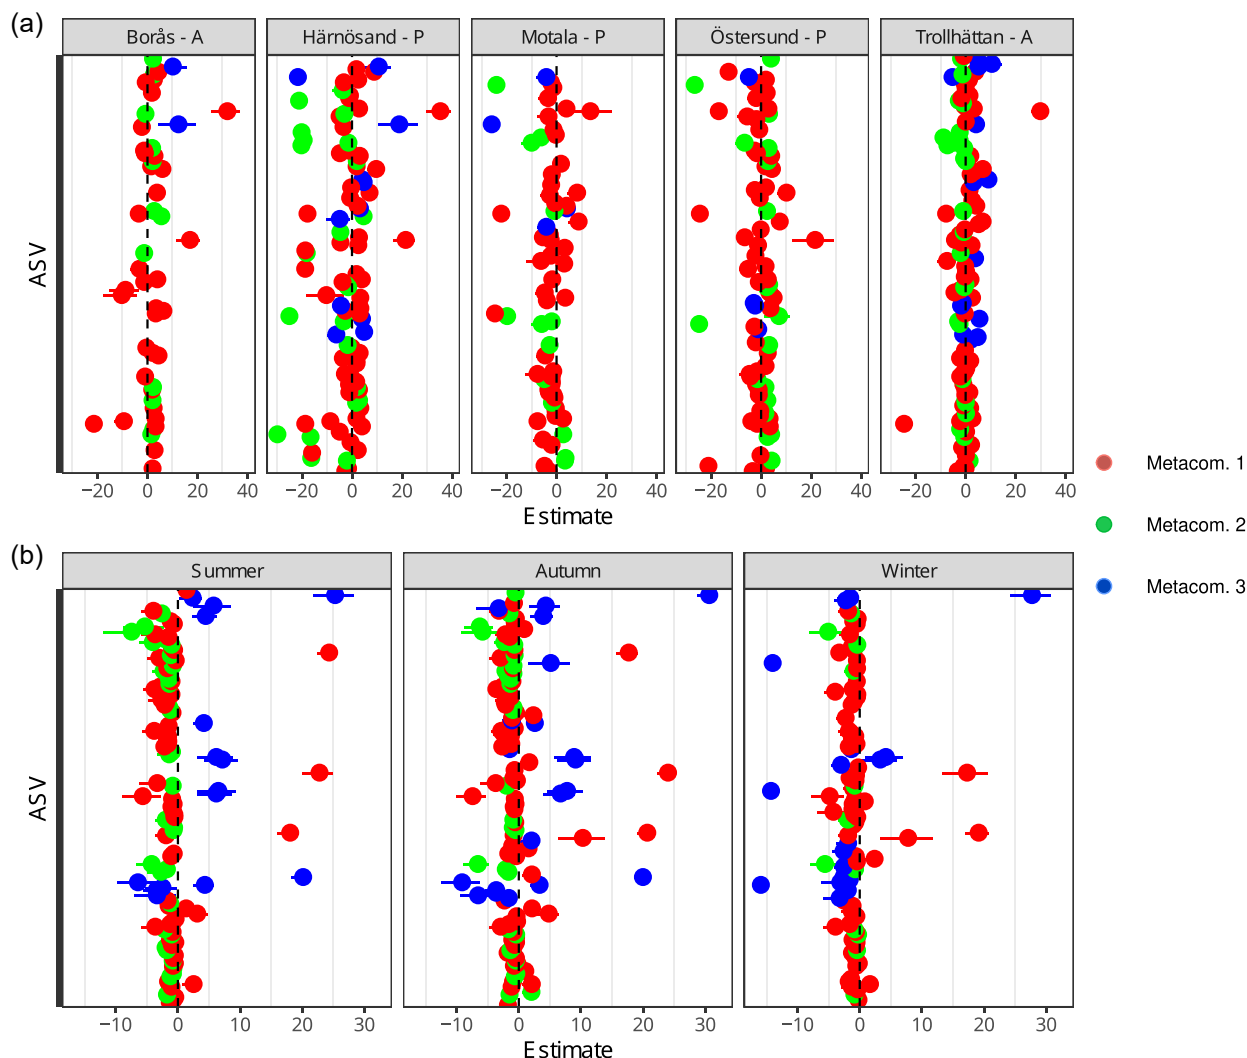 (a)
Borås - A
Härnösand - P
Motala - P
Östersund - P
Trollhättan - A
ASV
−20 0 20 40
−20 0 20 40
−20 0 20 40
−20 0 20 40
−20 0 20 40
Estimate
Metacom. 1
Metacom. 2
Metacom. 3
(b)
Summer
Autumn
Winter
ASV
−10 0 10 20 30
−10 0 10 20 30
−10 0 10 20 30
Estimate